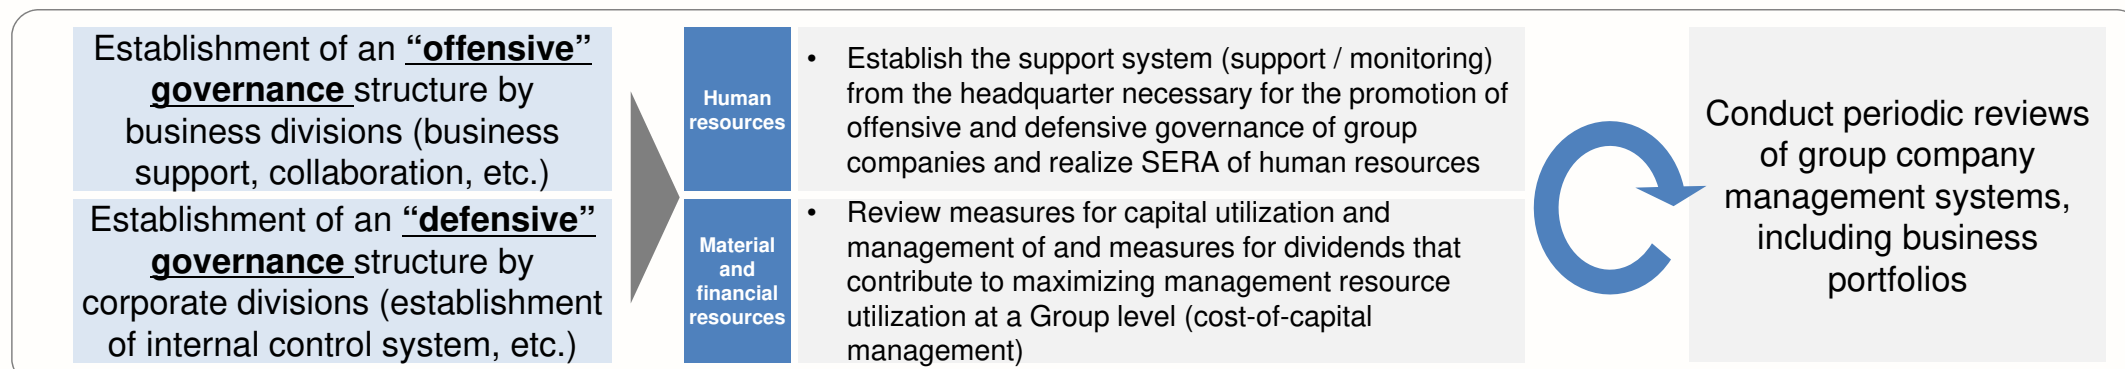 Establishment of an “offensive”
governance structure by
business divisions (business
support, collaboration, etc.)
Establishment of an “defensive”
governance structure by
corporate divisions (establishment
of internal control system, etc.)
Human
resources
• Establish the support system (support / monitoring)
from the headquarter necessary for the promotion of
offensive and defensive governance of group
companies and realize SERA of human resources
Material
and
financial
resources
• Review measures for capital utilization and
management of and measures for dividends that
contribute to maximizing management resource
utilization at a Group level (cost-of-capital
management)
Conduct periodic reviews
of group company
management systems,
including business
portfolios